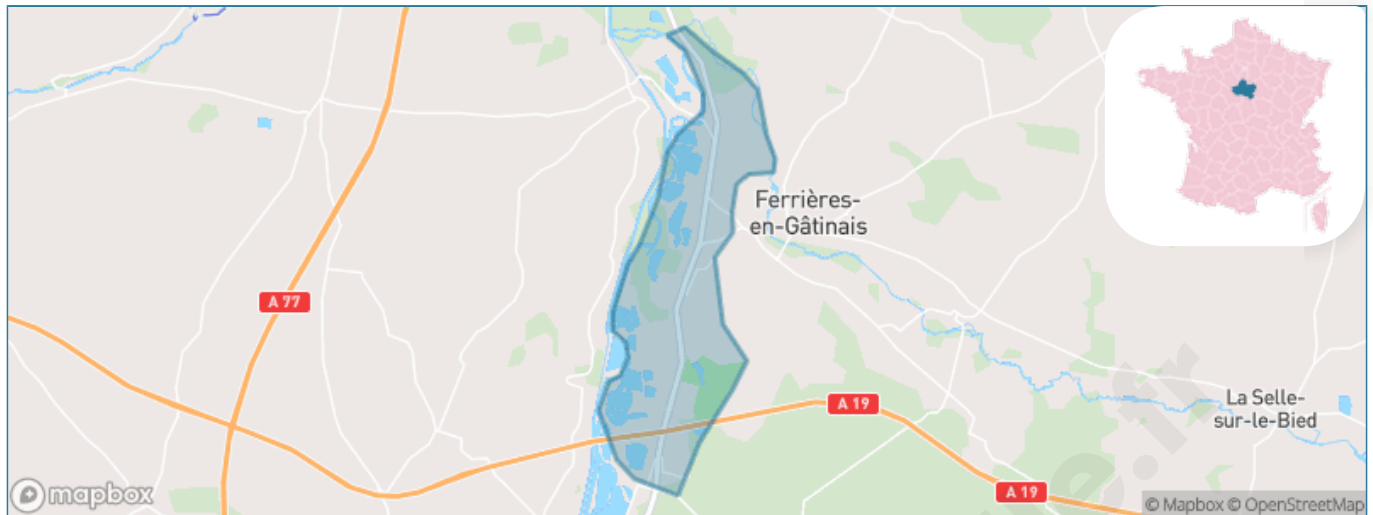 Ferrières-
en-Gâtinais
A 77
A 19
La Selle-
sur-le-Bied
A 19
mapbox
© Mapbox © OpenStreetMap